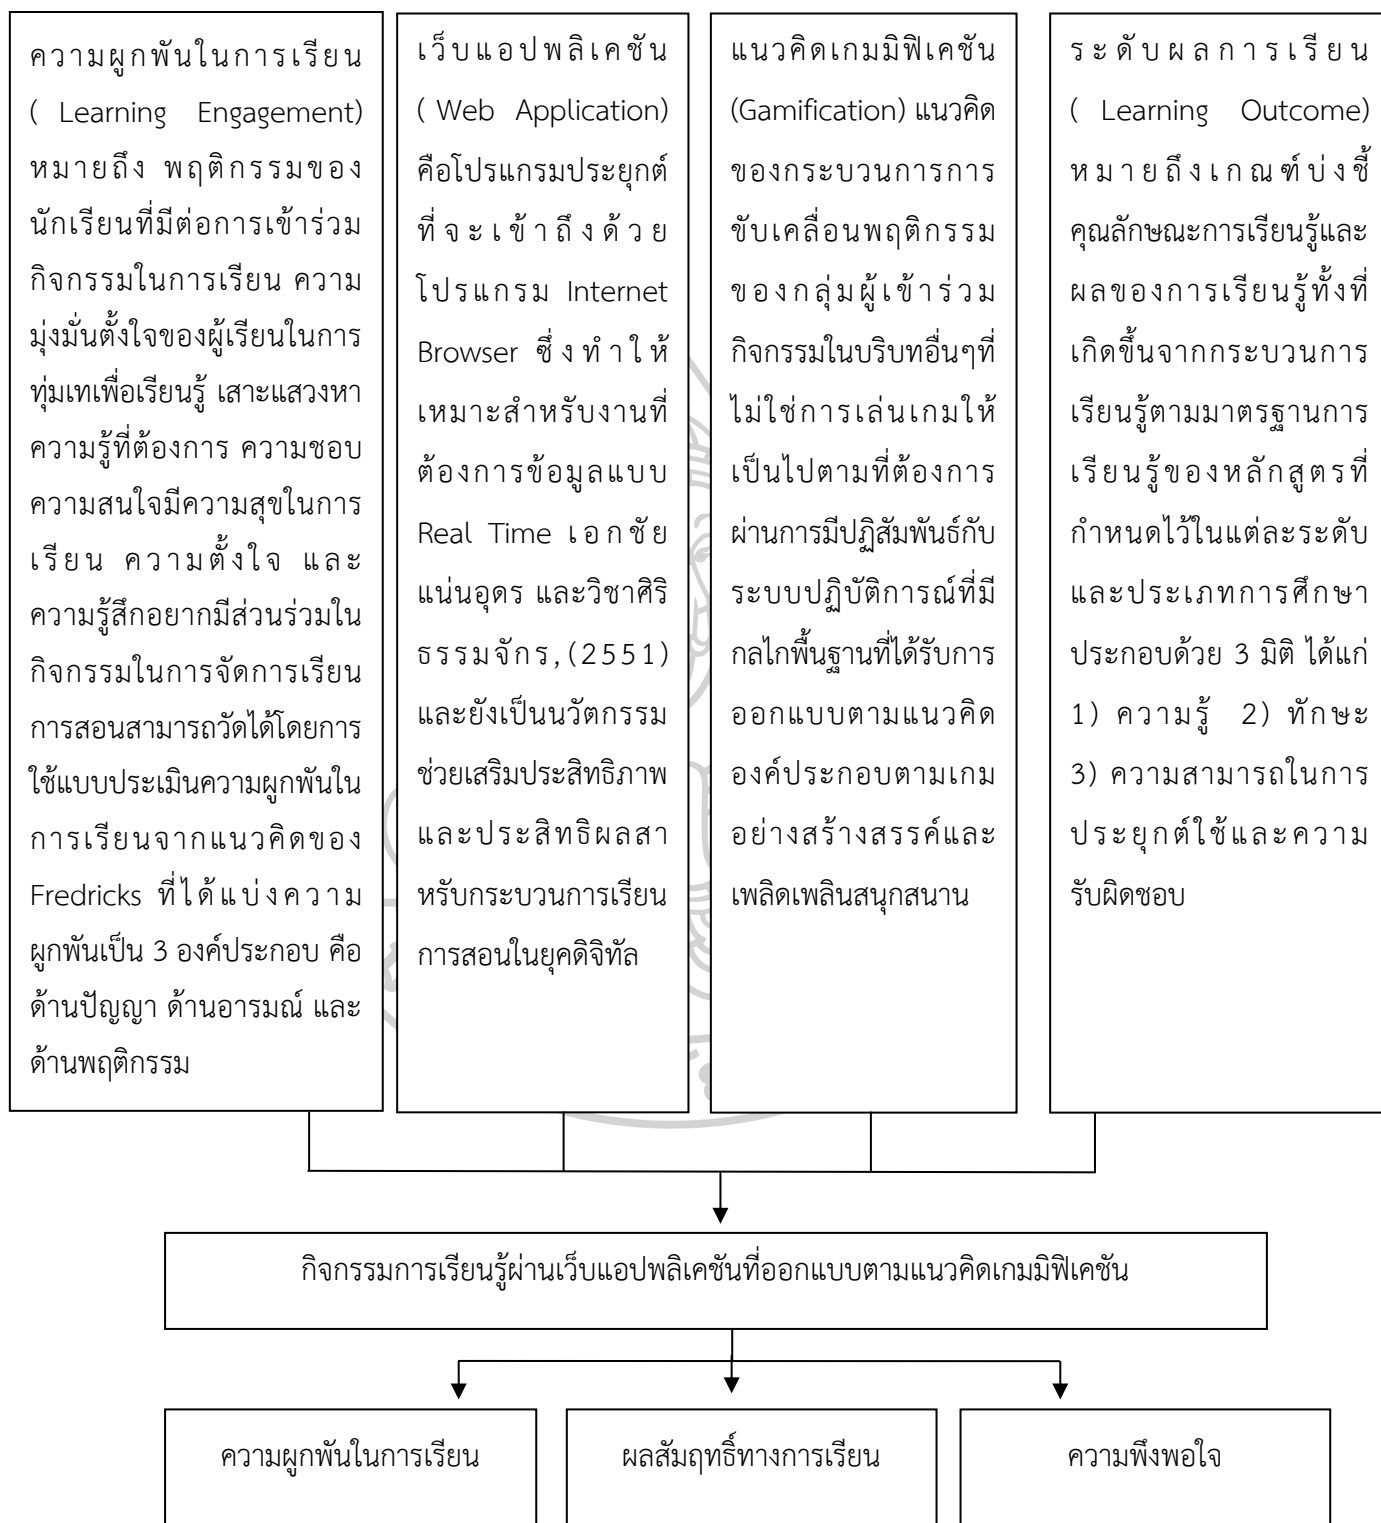 ความผูกพันในการเรียน
( Learning Engagement)
หมายถึง พฤติกรรมของ
นักเรียนที่มีต่อการเข้าร่วม
กิจกรรมในการเรียน ความ
มุ่งมั่นตั้งใจของผู้เรียนในการ
ทุ่มเทเพื่อเรียนรู้ เสาะแสวงหา
ความรู้ที่ต้องการ ความชอบ
ความสนใจมีความสุขในการ
เรียน ความตั้งใจ และ
ความรู้สึกอยากมีส่วนร่วมใน
กิจกรรมในการจัดการเรียน
การสอนสามารถวัดได้โดยการ
ใช้แบบประเมินความผูกพันใน
การเรียนจากแนวคิดของ
Fredricks ที่ได้แบ่งความ
ผูกพันเป็น 3 องค์ประกอบ คือ
ด้านปัญญา ด้านอารมณ์ และ
ด้านพฤติกรรม
เว็บแอปพลิเคชัน
( Web Application)
คือโปรแกรมประยุกต์
ที่จะเข้าถึงด้วย
โปรแกรม Internet
Browser ซึ่งทำให้
เหมาะสำหรับงานที่
ต้องการข้อมูลแบบ
Real Time เอกชัย
แน่นอุดร และวิชาศิริ
ธรรมจักร,(2551)
และยังเป็นนวัตกรรม
ช่วยเสริมประสิทธิภาพ
และประสิทธิผลสา
หรับกระบวนการเรียน
การสอนในยุคดิจิทัล
แนวคิดเกมมิฟิเคชัน
(Gamification) แนวคิด
ของกระบวนการการ
ขับเคลื่อนพฤติกรรม
ของกลุ่มผู้เข้าร่วม
กิจกรรมในบริบทอื่นๆที่
ไม่ใช่การเล่นเกมให้
เป็นไปตามที่ต้องการ
ผ่านการมีปฏิสัมพันธ์กับ
ระบบปฏิบัติการณ์ที่มี
กลไกพื้นฐานที่ได้รับการ
ออกแบบตามแนวคิด
องค์ประกอบตามเกม
อย่างสร้างสรรค์และ
เพลิดเพลินสนุกสนาน
ระดับผลการเรียน
( Learning Outcome)
หมายถึงเกณฑ์บ่งชี้
คุณลักษณะการเรียนรู้และ
ผลของการเรียนรู้ทั้งที่
เกิดขึ้นจากกระบวนการ
เรียนรู้ตามมาตรฐานการ
เรียนรู้ของหลักสูตรที่
กำหนดไว้ในแต่ละระดับ
และประเภทการศึกษา
ประกอบด้วย 3 มิติ ได้แก่
1) ความรู้ 2) ทักษะ
3) ความสามารถในการ
ประยุกต์ใช้และความ
รับผิดชอบ
กิจกรรมการเรียนรู้ผ่านเว็บแอปพลิเคชันที่ออกแบบตามแนวคิดเกมมิฟิเคชัน
ความผูกพันในการเรียน
ผลสัมฤทธิ์ทางการเรียน
ความพึงพอใจ